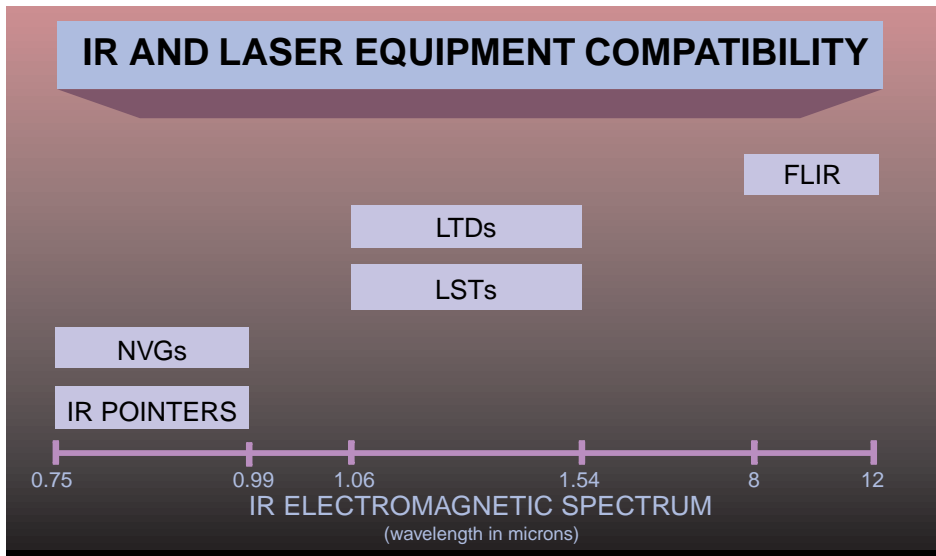 IR AND LASER EQUIPMENT COMPATIBILITY
FLIR
LTDs
LSTs
NVGs
IR POINTERS
0.75 0.99 1.06 1.54 8 12
IR ELECTROMAGNETIC SPECTRUM
(wavelength in microns)